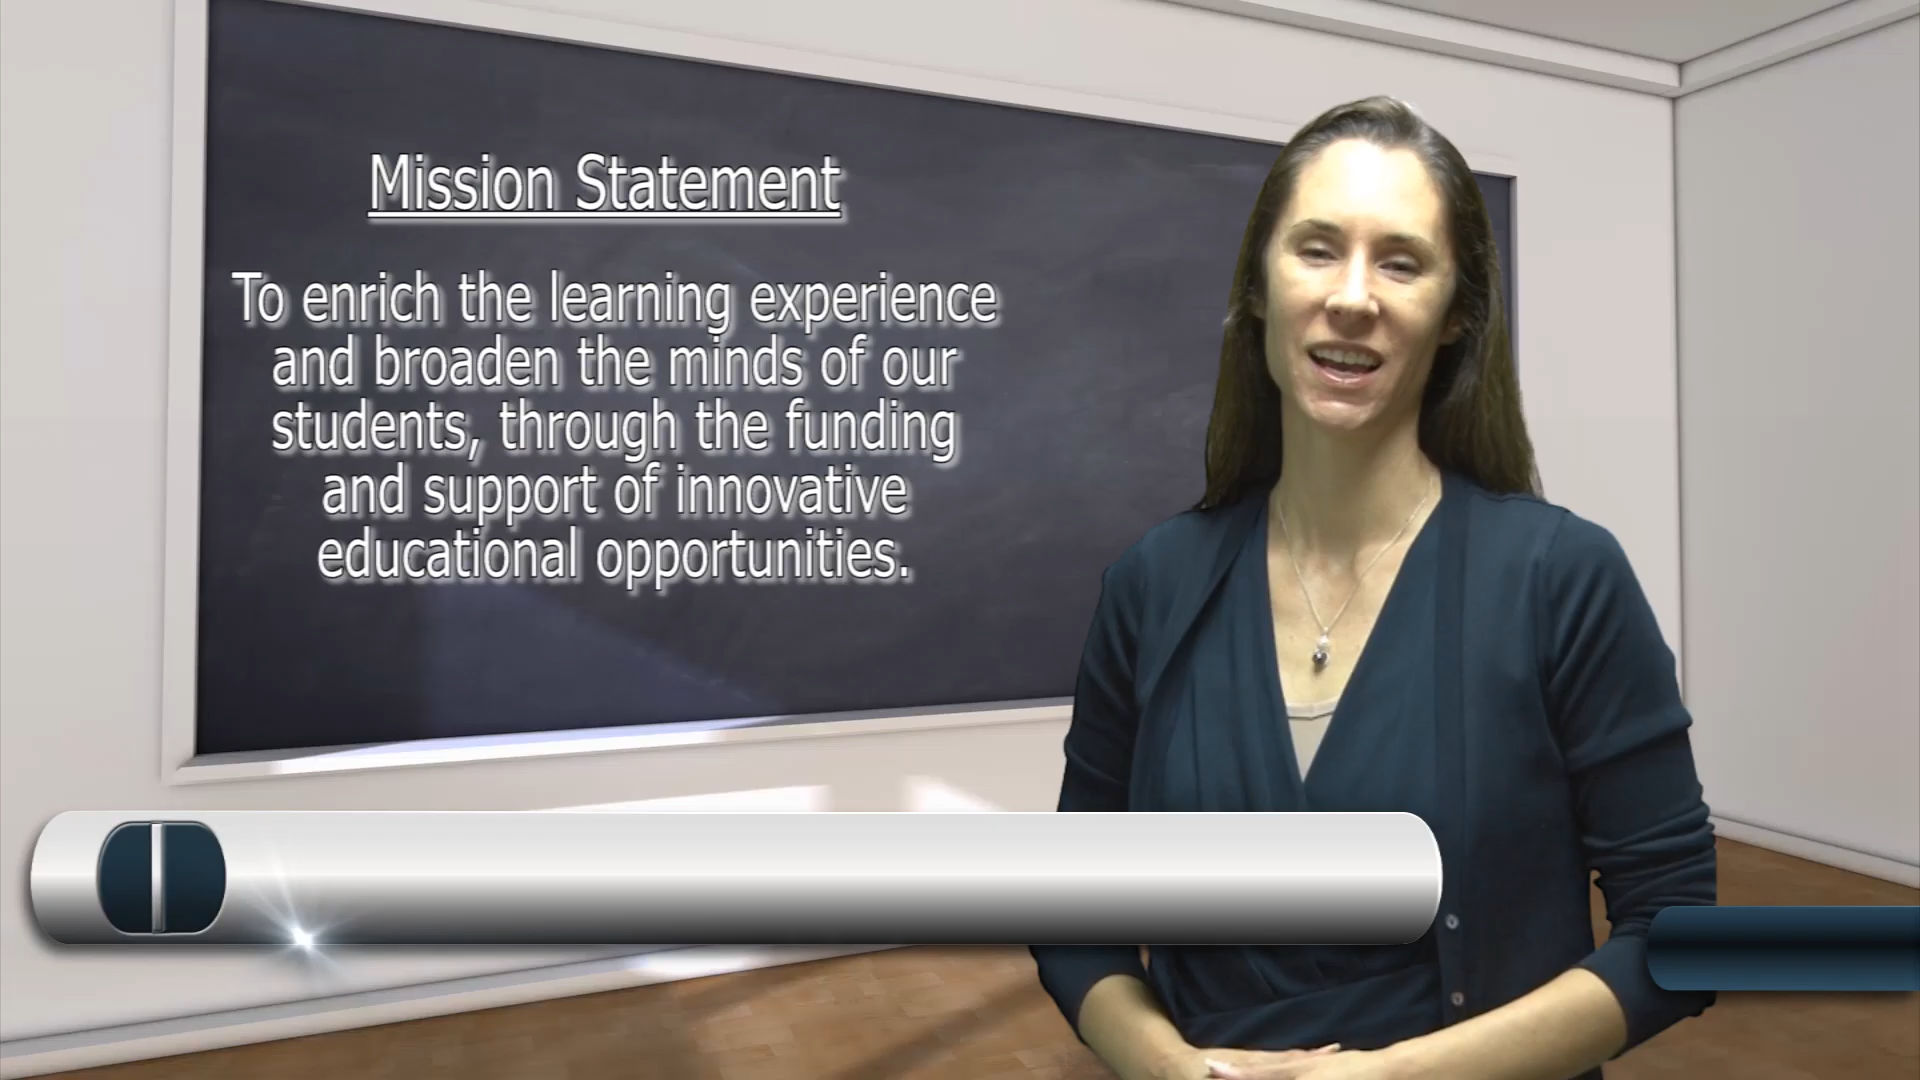 Mission Statement
To enrich the learning experience
and broaden the minds of our
students, through the funding
and support of innovative
educational opportunities.